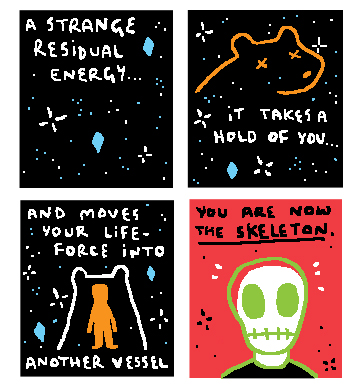 A STRANGE
RESIDUAL
ENERGY...
IT TAKES A
HOLD OF YOU...
AND MOVES
YOUR LIFE-
FORCE INTO
ANOTHER VESSEL
YOU ARE NOW
THE SKELETON.